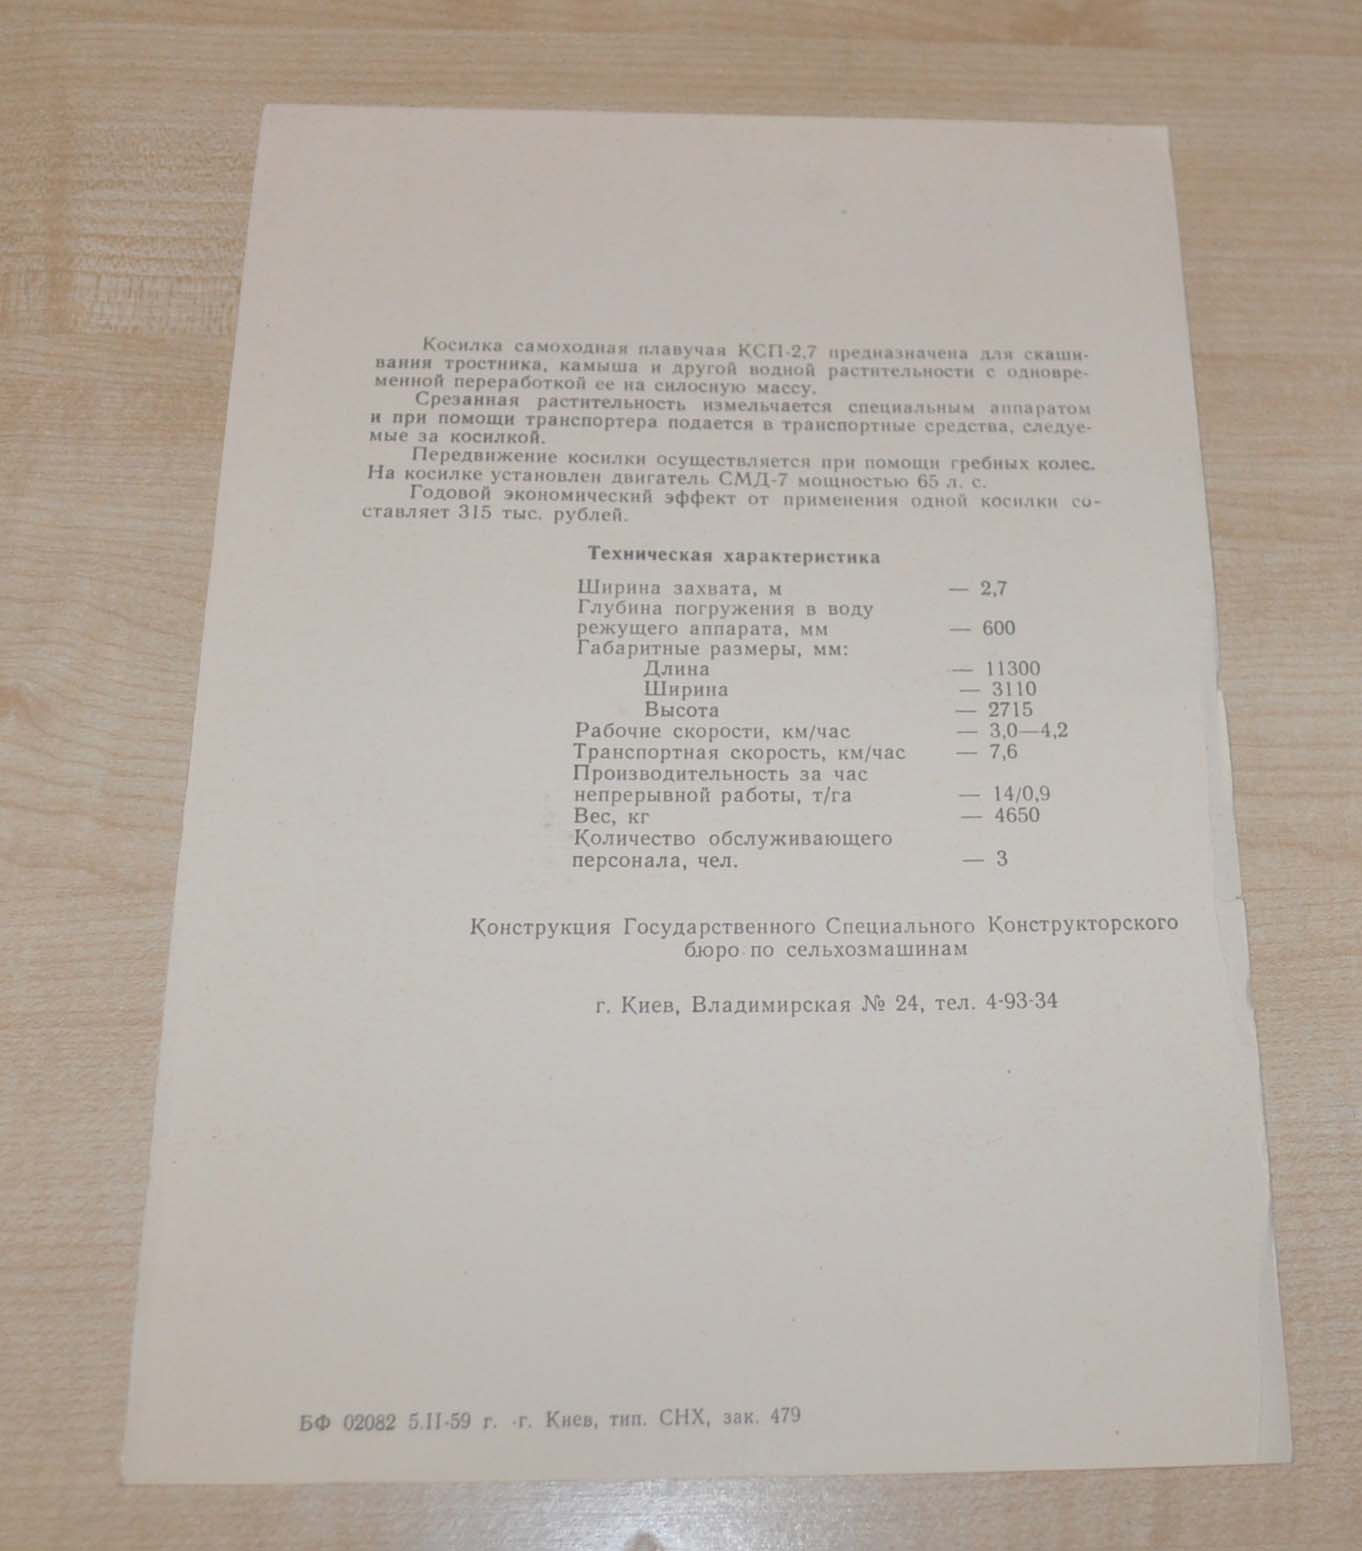 Косилка самоходная плавучая КСП-2,7 предназначена для скаши-
вания тростника, камыша и другой водной растительности с одновре-
менной переработкой ее на силосную массу.
Срезанная растительность измельчается специальным аппаратом
и при помощи транспортера подается в транспортные средства, следуе-
мые за косилкой.
Передвижение косилки осуществляется при помощи гребных колес.
На косилке установлен двигатель СМД-7 мощностью 65 л. с.
Годовой экономический эффект от применения одной косилки со-
ставляет 315 тыс. рублей.
Техническая характеристика
Ширина захвата, м — 2,7
Глубина погружения в воду
режущего аппарата, мм — 600
Габаритные размеры, мм:
Длина — 11300
Ширина — 3110
Высота — 2715
Рабочие скорости, км/час — 3,0—4,2
Транспортная скорость, км/час — 7,6
Производительность за час
непрерывной работы, т/га — 14/0,9
Вес, кг — 4650
Количество обслуживающего
персонала, чел. — 3
Конструкция Государственного Специального Конструкторского
бюро по сельхозмашинам
г. Киев, Владимирская № 24, тел. 4-93-34
БФ 02082 5.II-59 г. г. Киев, тип. СНХ, зак. 479